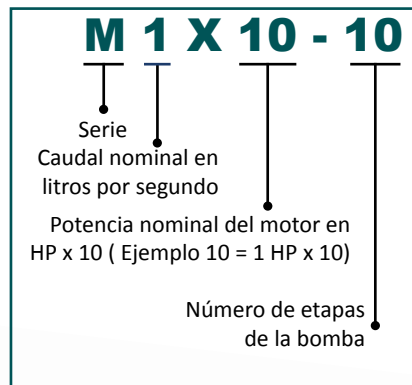 M 1 X 10 - 10
Serie
Caudal nominal en
litros por segundo
Potencia nominal del motor en
HP x 10 ( Ejemplo 10 = 1 HP x 10)
Número de etapas
de la bomba